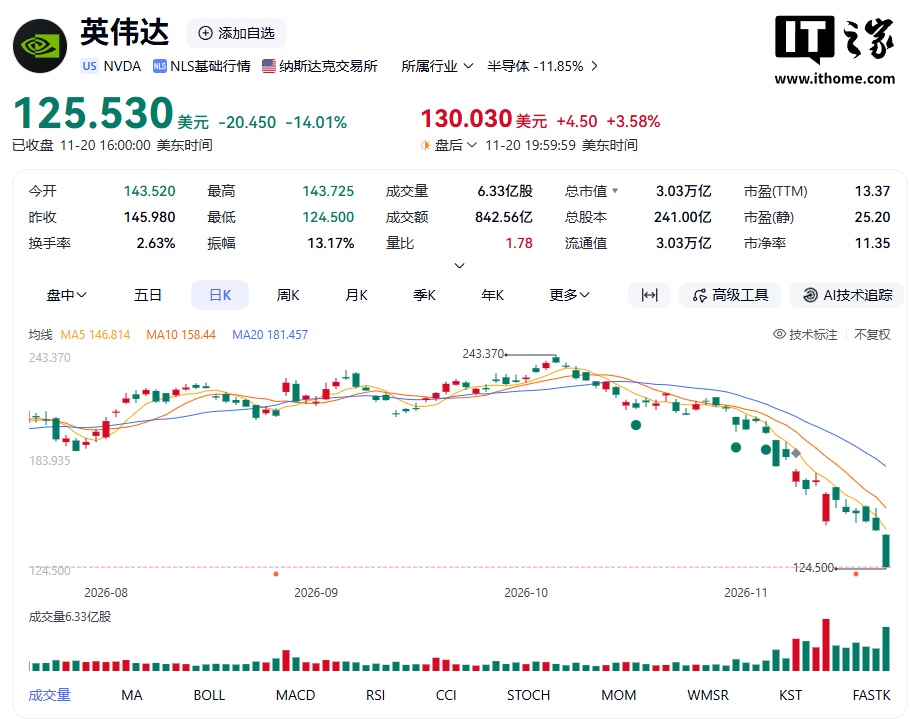 英伟达 添加自选
IT之家
www.ithome.com
US NVDA NLS NLS基础行情 纳斯达克交易所 所属行业 半导体 -11.85%
125.530 美元 -20.450 -14.01% 130.030 美元 +4.50 +3.58%
已收盘 11-20 16:00:00 美东时间 盘后 11-20 19:59:59 美东时间
今开 143.520 最高 143.725 成交量 6.33亿股 总市值 3.03万亿 市盈(TTM) 13.37
昨收 145.980 最低 124.500 成交额 842.56亿 总股本 241.00亿 市盈(静) 25.20
换手率 2.63% 振幅 13.17% 量比 1.78 流通值 3.03万亿 市净率 11.35
盘中 五日 日K 周K 月K 季K 年K 更多 高级工具 AI技术追踪
均线 MA5 146.814 MA10 158.44 MA20 181.457 技术标注 不复权
243.370
243.370
183.935
124.500
124.500
2026-08 2026-09 2026-10 2026-11
成交量6.33亿股
成交量 MA BOLL MACD RSI CCI STOCH MOM WMSR KST FASTK